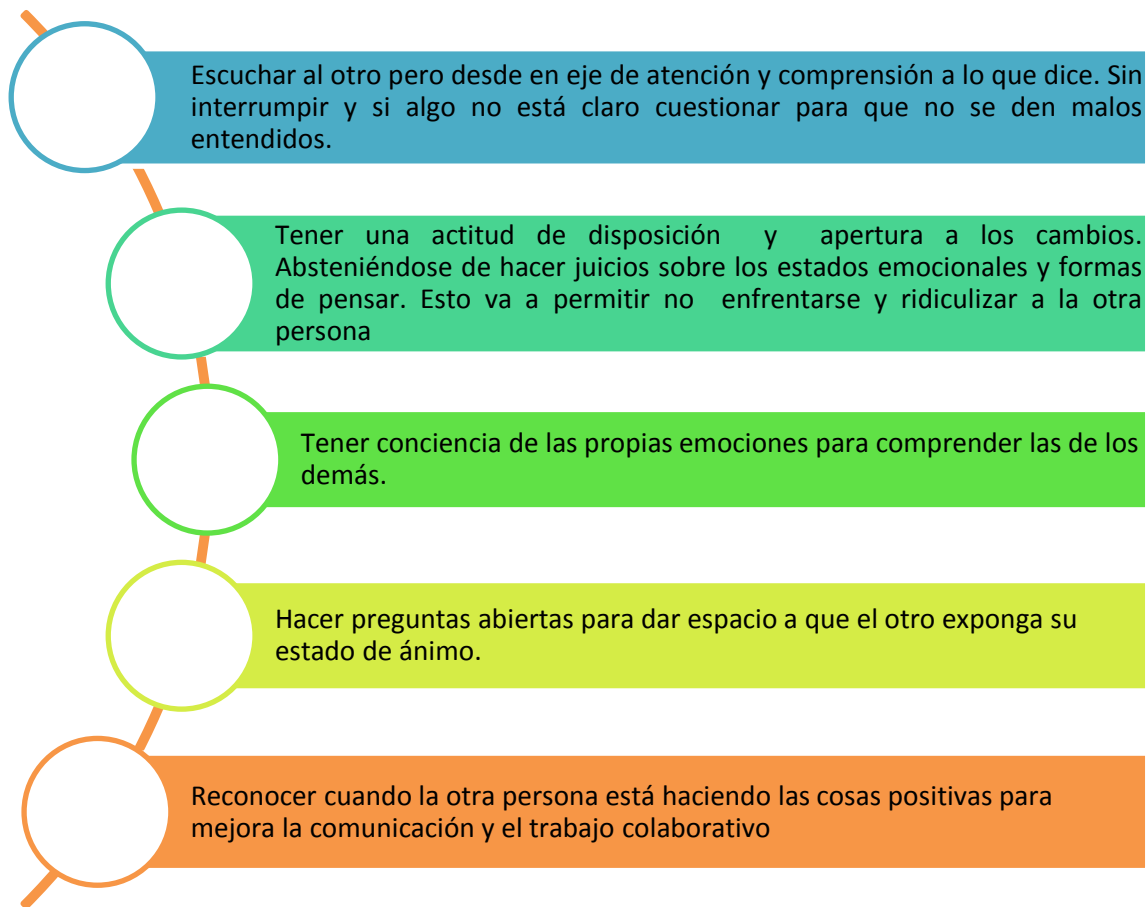 Escuchar al otro pero desde en eje de atención y comprensión a lo que dice. Sin
interrumpir y si algo no está claro cuestionar para que no se den malos
entendidos.
Tener una actitud de disposición y apertura a los cambios.
Absteniéndose de hacer juicios sobre los estados emocionales y formas
de pensar. Esto va a permitir no enfrentarse y ridiculizar a la otra
persona
Tener conciencia de las propias emociones para comprender las de los
demás.
Hacer preguntas abiertas para dar espacio a que el otro exponga su
estado de ánimo.
Reconocer cuando la otra persona está haciendo las cosas positivas para
mejora la comunicación y el trabajo colaborativo